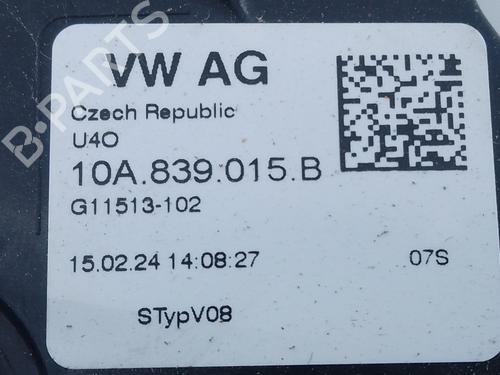 B-PARTS
VW AG
Czech Republic
U4O
10A.839.015.B
G11513-102
15.02.24 14:08:27 07S
STypV08